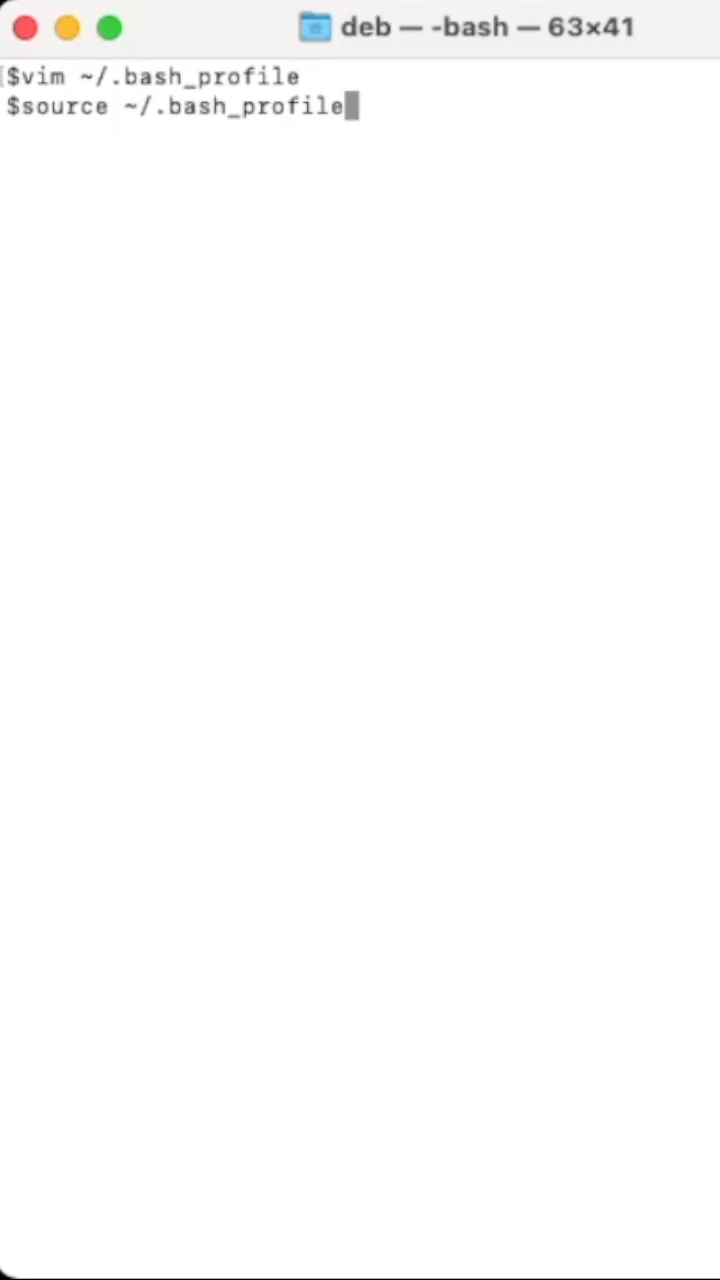 deb — -bash — 63×41
$vim ~/.bash_profile
$source ~/.bash_profile